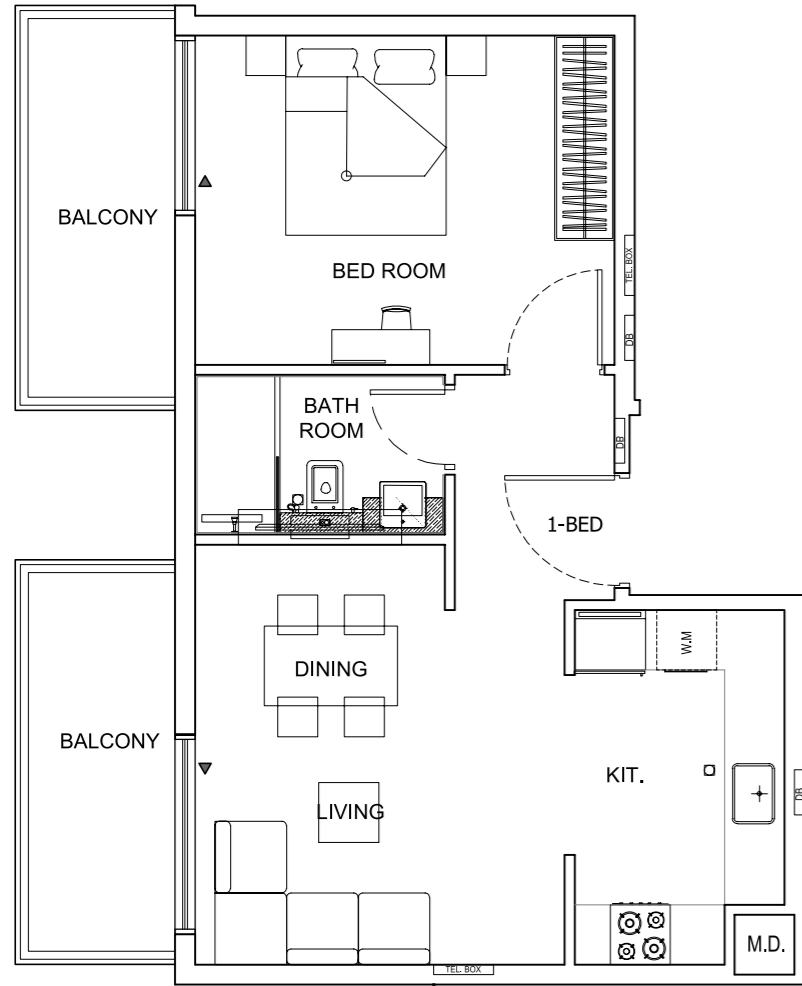 BALCONY
BED ROOM
TEL. BOX
DB
BATH
ROOM
DB
1-BED
W.M
DINING
BALCONY
KIT.
DB
LIVING
M.D.
TEL. BOX